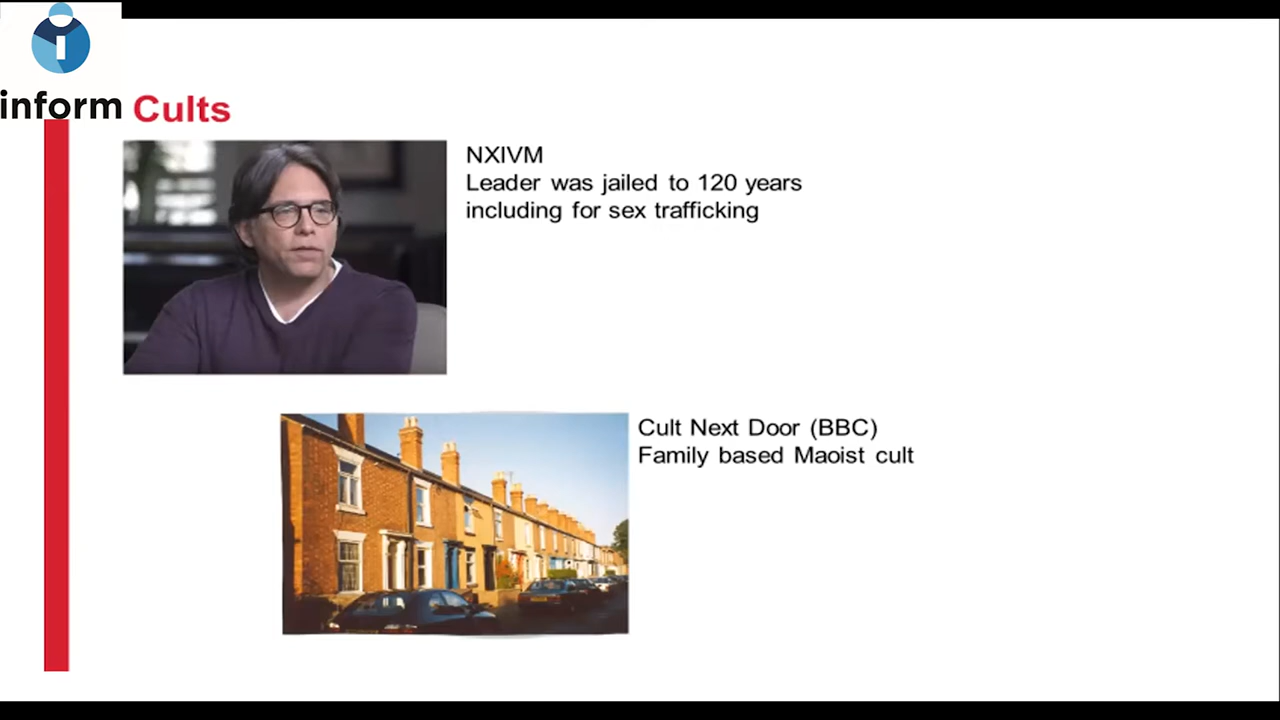 inform
Cults
NXIVM
Leader was jailed to 120 years
including for sex trafficking
Cult Next Door (BBC)
Family based Maoist cult